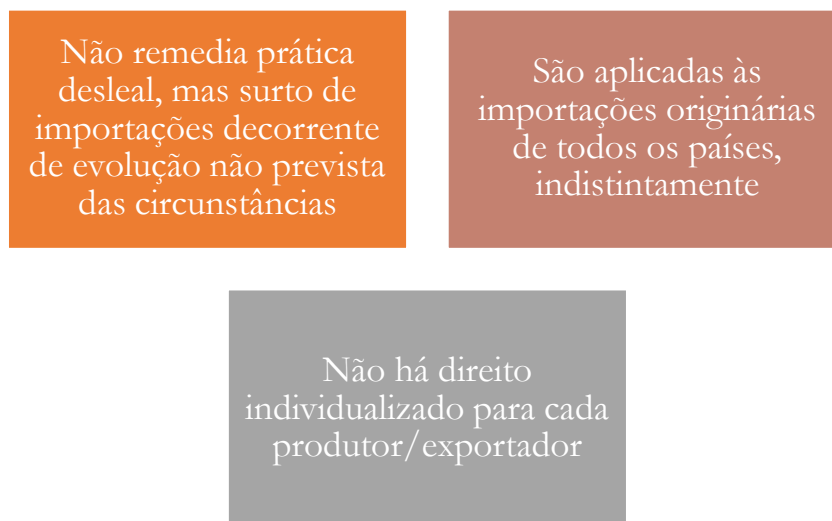 Não remedia prática
desleal, mas surto de
importações decorrente
de evolução não prevista
das circunstâncias
São aplicadas às
importações originárias
de todos os países,
indistintamente
Não há direito
individualizado para cada
produtor/exportador